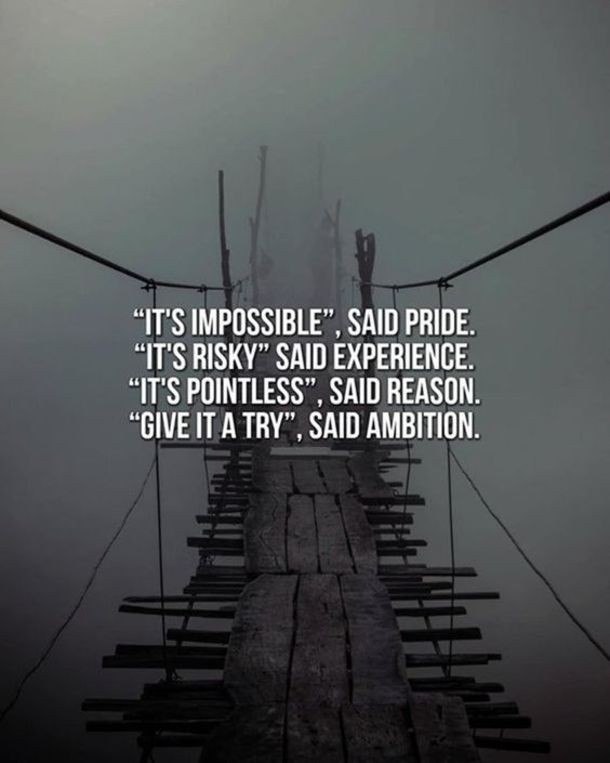 “IT'S IMPOSSIBLE”, SAID PRIDE.
“IT'S RISKY” SAID EXPERIENCE.
“IT'S POINTLESS”, SAID REASON.
“GIVE IT A TRY”, SAID AMBITION.